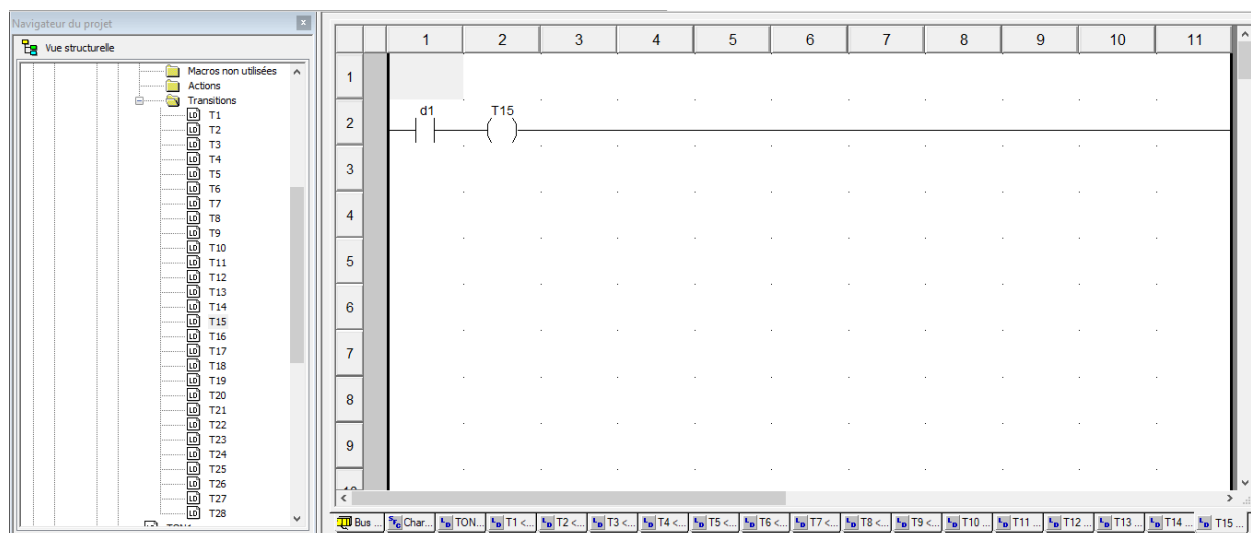 Navigateur du projet
Vue structurelle
Macros non utilisées
Actions
Transitions
T1
T2
T3
T4
T5
T6
T7
T8
T9
T10
T11
T12
T13
T14
T15
T16
T17
T18
T19
T20
T21
T22
T23
T24
T25
T26
T27
T28
1 2 3 4 5 6 7 8 9 10 11
1
d1 T15
2
3
4
5
6
7
8
9
Bus ... Char... TON... T1 <... T2 <... T3 <... T4 <... T5 <... T6 <... T7 <... T8 <... T9 <... T10 ... T11 ... T12 ... T13 ... T14 ... T15 ...